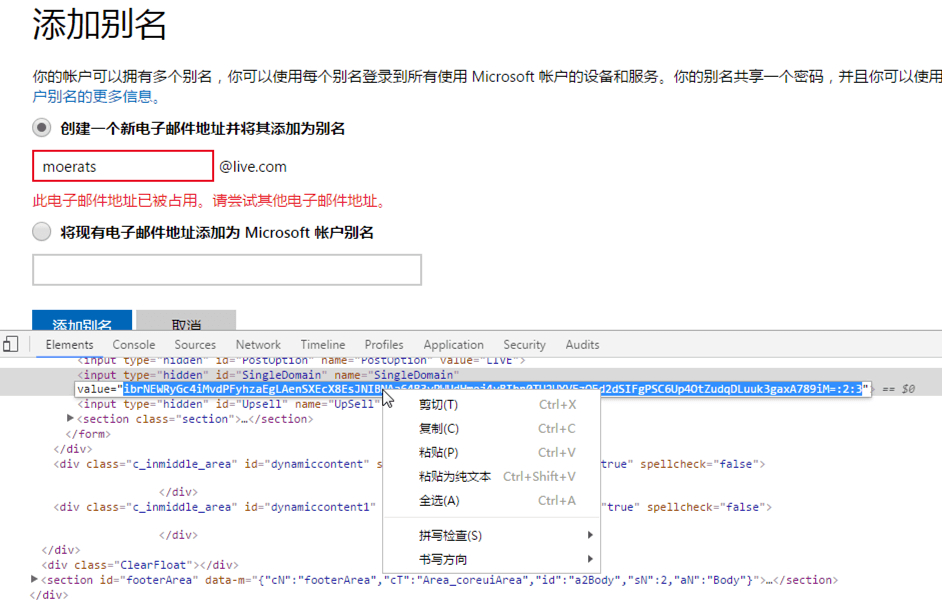 添加别名
你的帐户可以拥有多个别名，你可以使用每个别名登录到所有使用 Microsoft 帐户的设备和服务。你的别名共享一个密码，并且你可以使用
户别名的更多信息。
创建一个新电子邮件地址并将其添加为别名
moerats @live.com
此电子邮件地址已被占用。请尝试其他电子邮件地址。
将现有电子邮件地址添加为 Microsoft 帐户别名
添加别名 取消
Elements Console Sources Network Timeline Profiles Application Security Audits
<input type="hidden" id="PostOption" name="PostOption" value="LIVE">
<input type="hidden" id="SingleDomain" name="SingleDomain"
value=" :2:3" == $0
<input type="hidden" id="Upsell" name="UpSell"
剪切(T) Ctrl+X
复制(C) Ctrl+C
粘贴(P) Ctrl+V
粘贴为纯文本 Ctrl+Shift+V
全选(A) Ctrl+A
拼写检查(S)
书写方向
<section class="section">…</section>
</form>
</div>
<div class="c_inmiddle_area" id="dynamiccontent" s true" spellcheck="false">
</div>
<div class="c_inmiddle_area" id="dynamiccontent1" "true" spellcheck="false">
</div>
</div>
<div class="ClearFloat"></div>
<section id="footerArea" data-m="{"cN":"footerArea","cT":"Area_coreuiArea","id":"a2Body","sN":2,"aN":"Body"}">…</section>
</div>